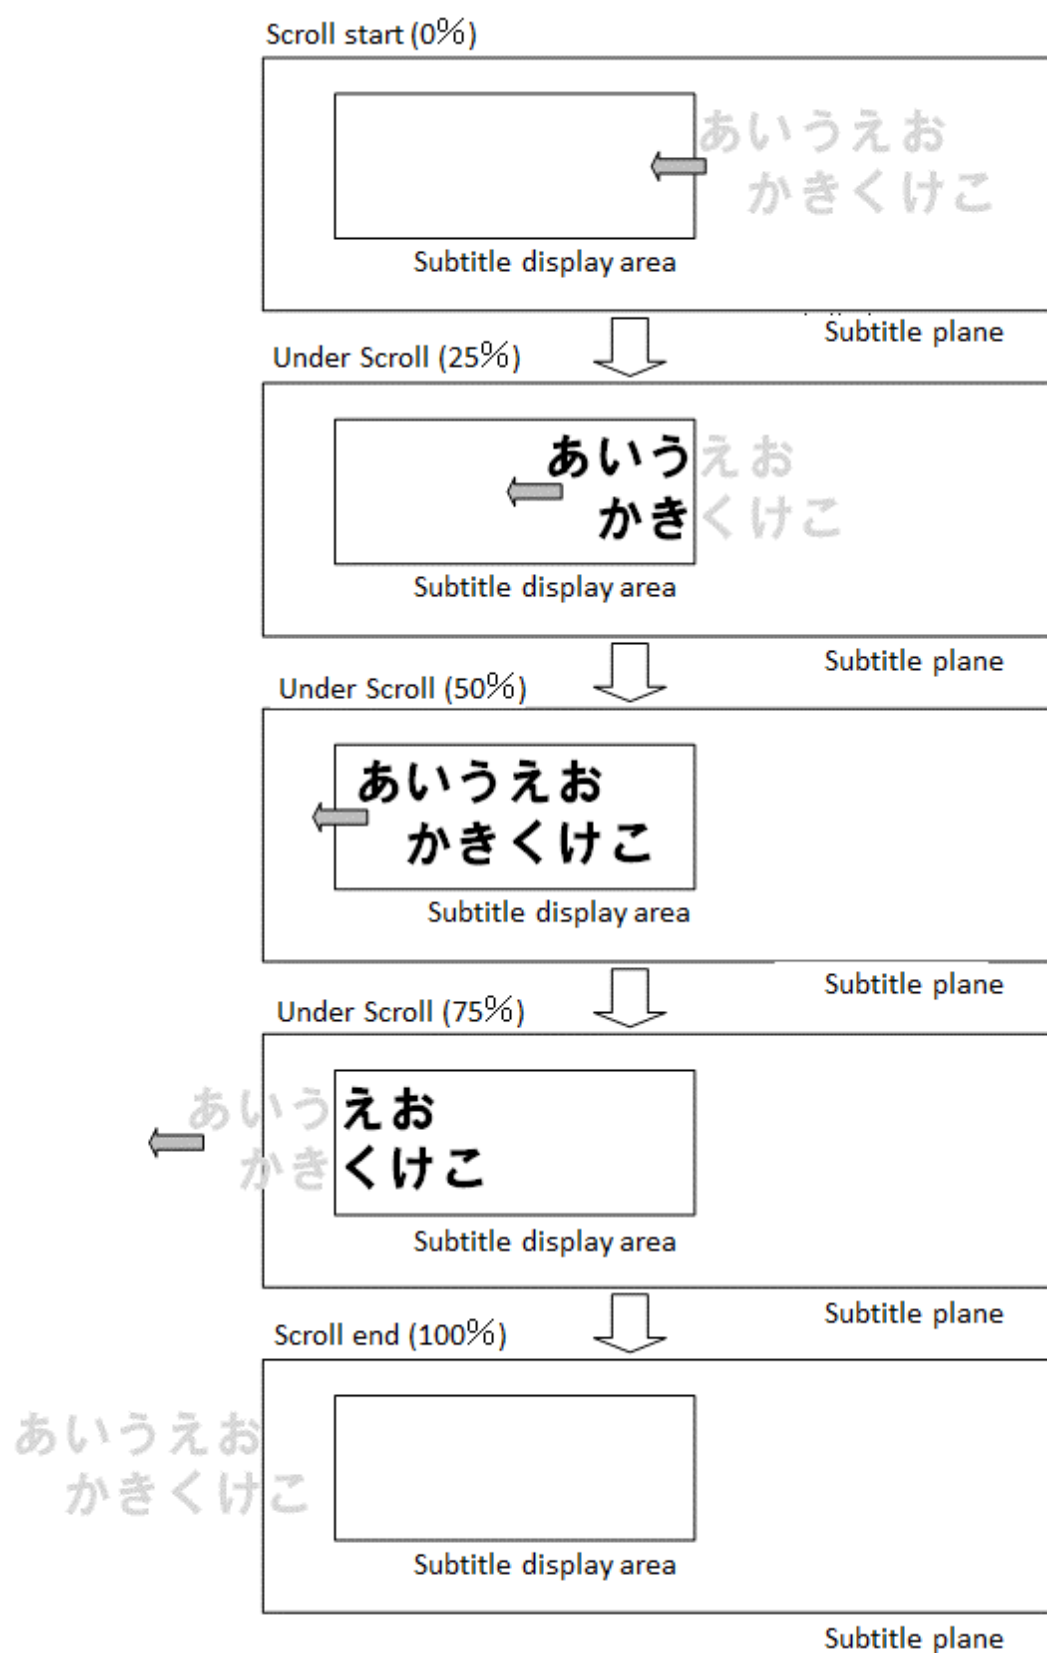 Scroll start (0%)
あいうえお
かきくけこ
Subtitle display area
Subtitle plane
Under Scroll (25%)
あいうえお
かきくけこ
Subtitle display area
Subtitle plane
Under Scroll (50%)
あいうえお
かきくけこ
Subtitle display area
Subtitle plane
Under Scroll (75%)
あいうえお
かきくけこ
Subtitle display area
Subtitle plane
Scroll end (100%)
あいうえお
かきくけこ
Subtitle display area
Subtitle plane